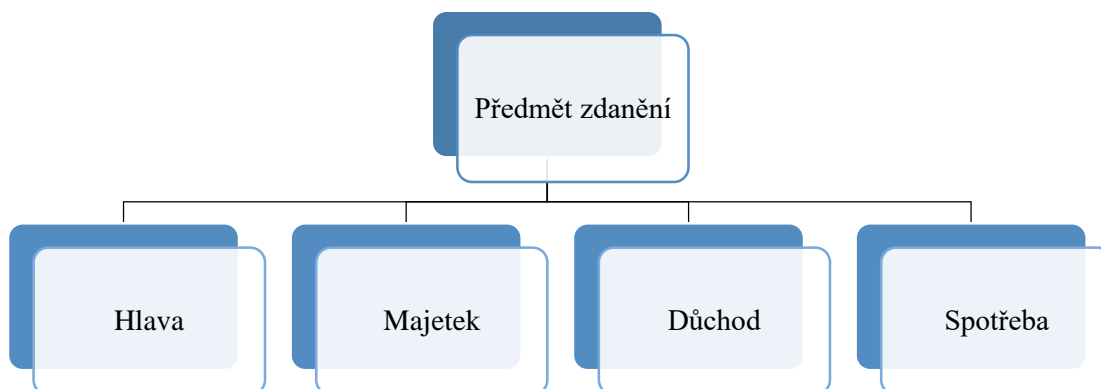 Předmět zdanění
Hlava
Majetek
Důchod
Spotřeba